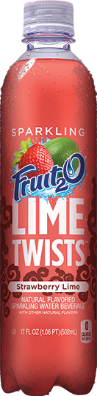 SPARKLING
Fruit2O
LIME
TWISTS
Strawberry Lime
NATURAL FLAVORED
SPARKLING WATER BEVERAGE
WITH OTHER NATURAL FLAVORS
17 FL OZ (1.06 PT) (502mL)
0